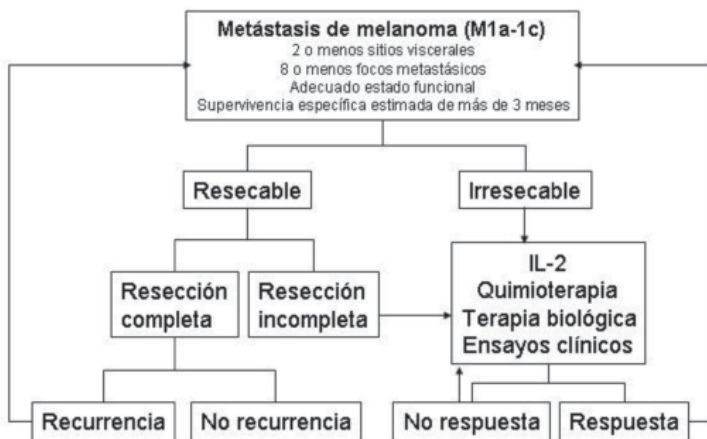 Metástasis de melanoma (M1a-1c)
2 o menos sitios viscerales
8 o menos focos metastásicos
Adecuado estado funcional
Supervivencia específica estimada de más de 3 meses
Resecable
Irresecable
Resección
completa
Resección
incompleta
IL-2
Quimioterapia
Terapia biológica
Ensayos clínicos
Recurrencia
No recurrencia
No respuesta
Respuesta